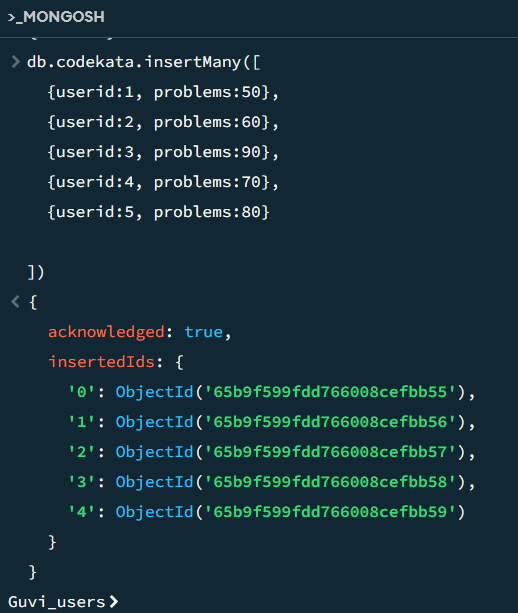 >_MONGOSH
db.codekata.insertMany([
{userid:1, problems:50},
{userid:2, problems:60},
{userid:3, problems:90},
{userid:4, problems:70},
{userid:5, problems:80}
])
{
acknowledged: true,
insertedIds: {
'0': ObjectId('65b9f599fdd766008cefbb55'),
'1': ObjectId('65b9f599fdd766008cefbb56'),
'2': ObjectId('65b9f599fdd766008cefbb57'),
'3': ObjectId('65b9f599fdd766008cefbb58'),
'4': ObjectId('65b9f599fdd766008cefbb59')
}
}
Guvi_users>